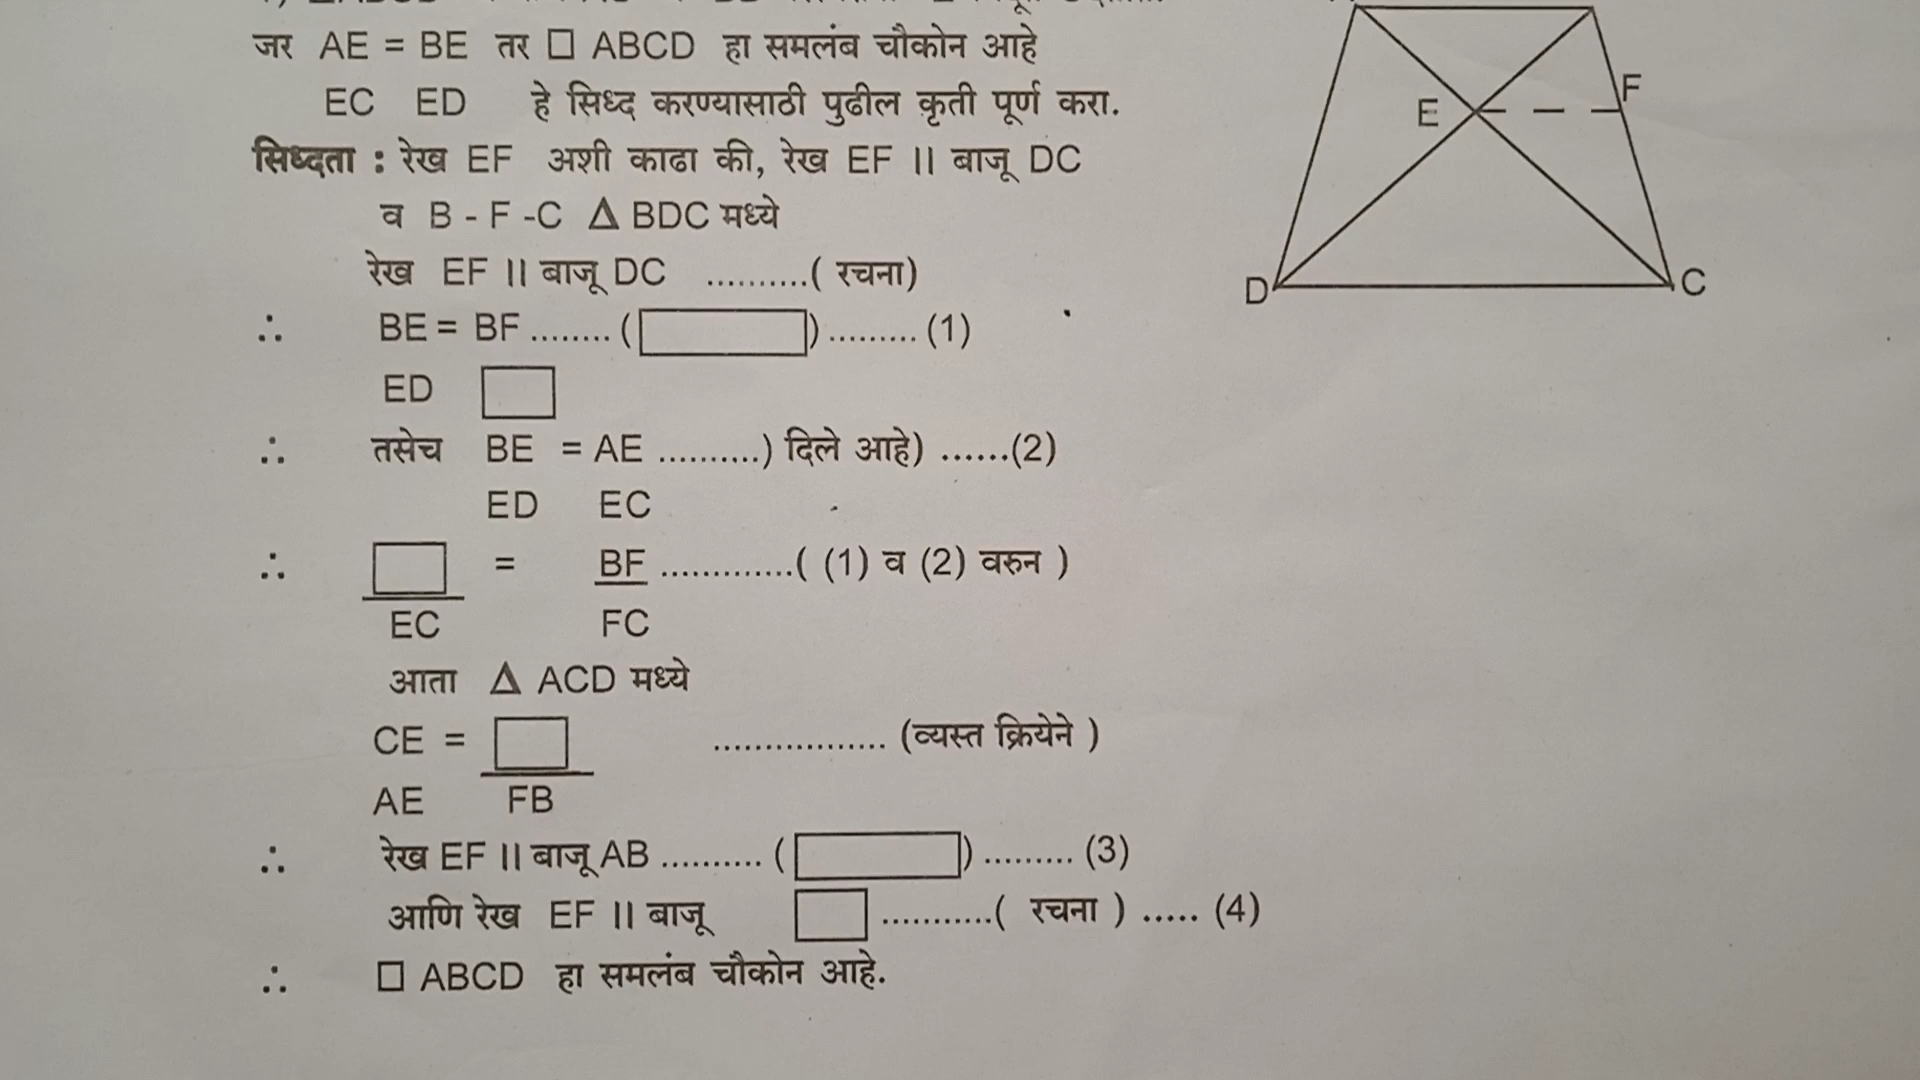 जर AE = BE तर □ ABCD हा समलंब चौकोन आहे
EC ED हे सिध्द करण्यासाठी पुढील कृती पूर्ण करा.
सिध्दता : रेख EF अशी काढा की, रेख EF || बाजू DC
व B - F -C Δ BDC मध्ये
रेख EF || बाजू DC ..........( रचना)
∴ BE = BF ........ ( ) ......... (1)
ED
∴ तसेच BE = AE ..........) दिले आहे) ......(2)
ED EC
∴ = BF .............( (1) व (2) वरुन )
EC FC
आता Δ ACD मध्ये
CE = ................. (व्यस्त क्रियेने )
AE FB
∴ रेख EF || बाजू AB .......... ( ) ......... (3)
आणि रेख EF || बाजू ...........( रचना ) ..... (4)
∴ □ ABCD हा समलंब चौकोन आहे.
E F
D C